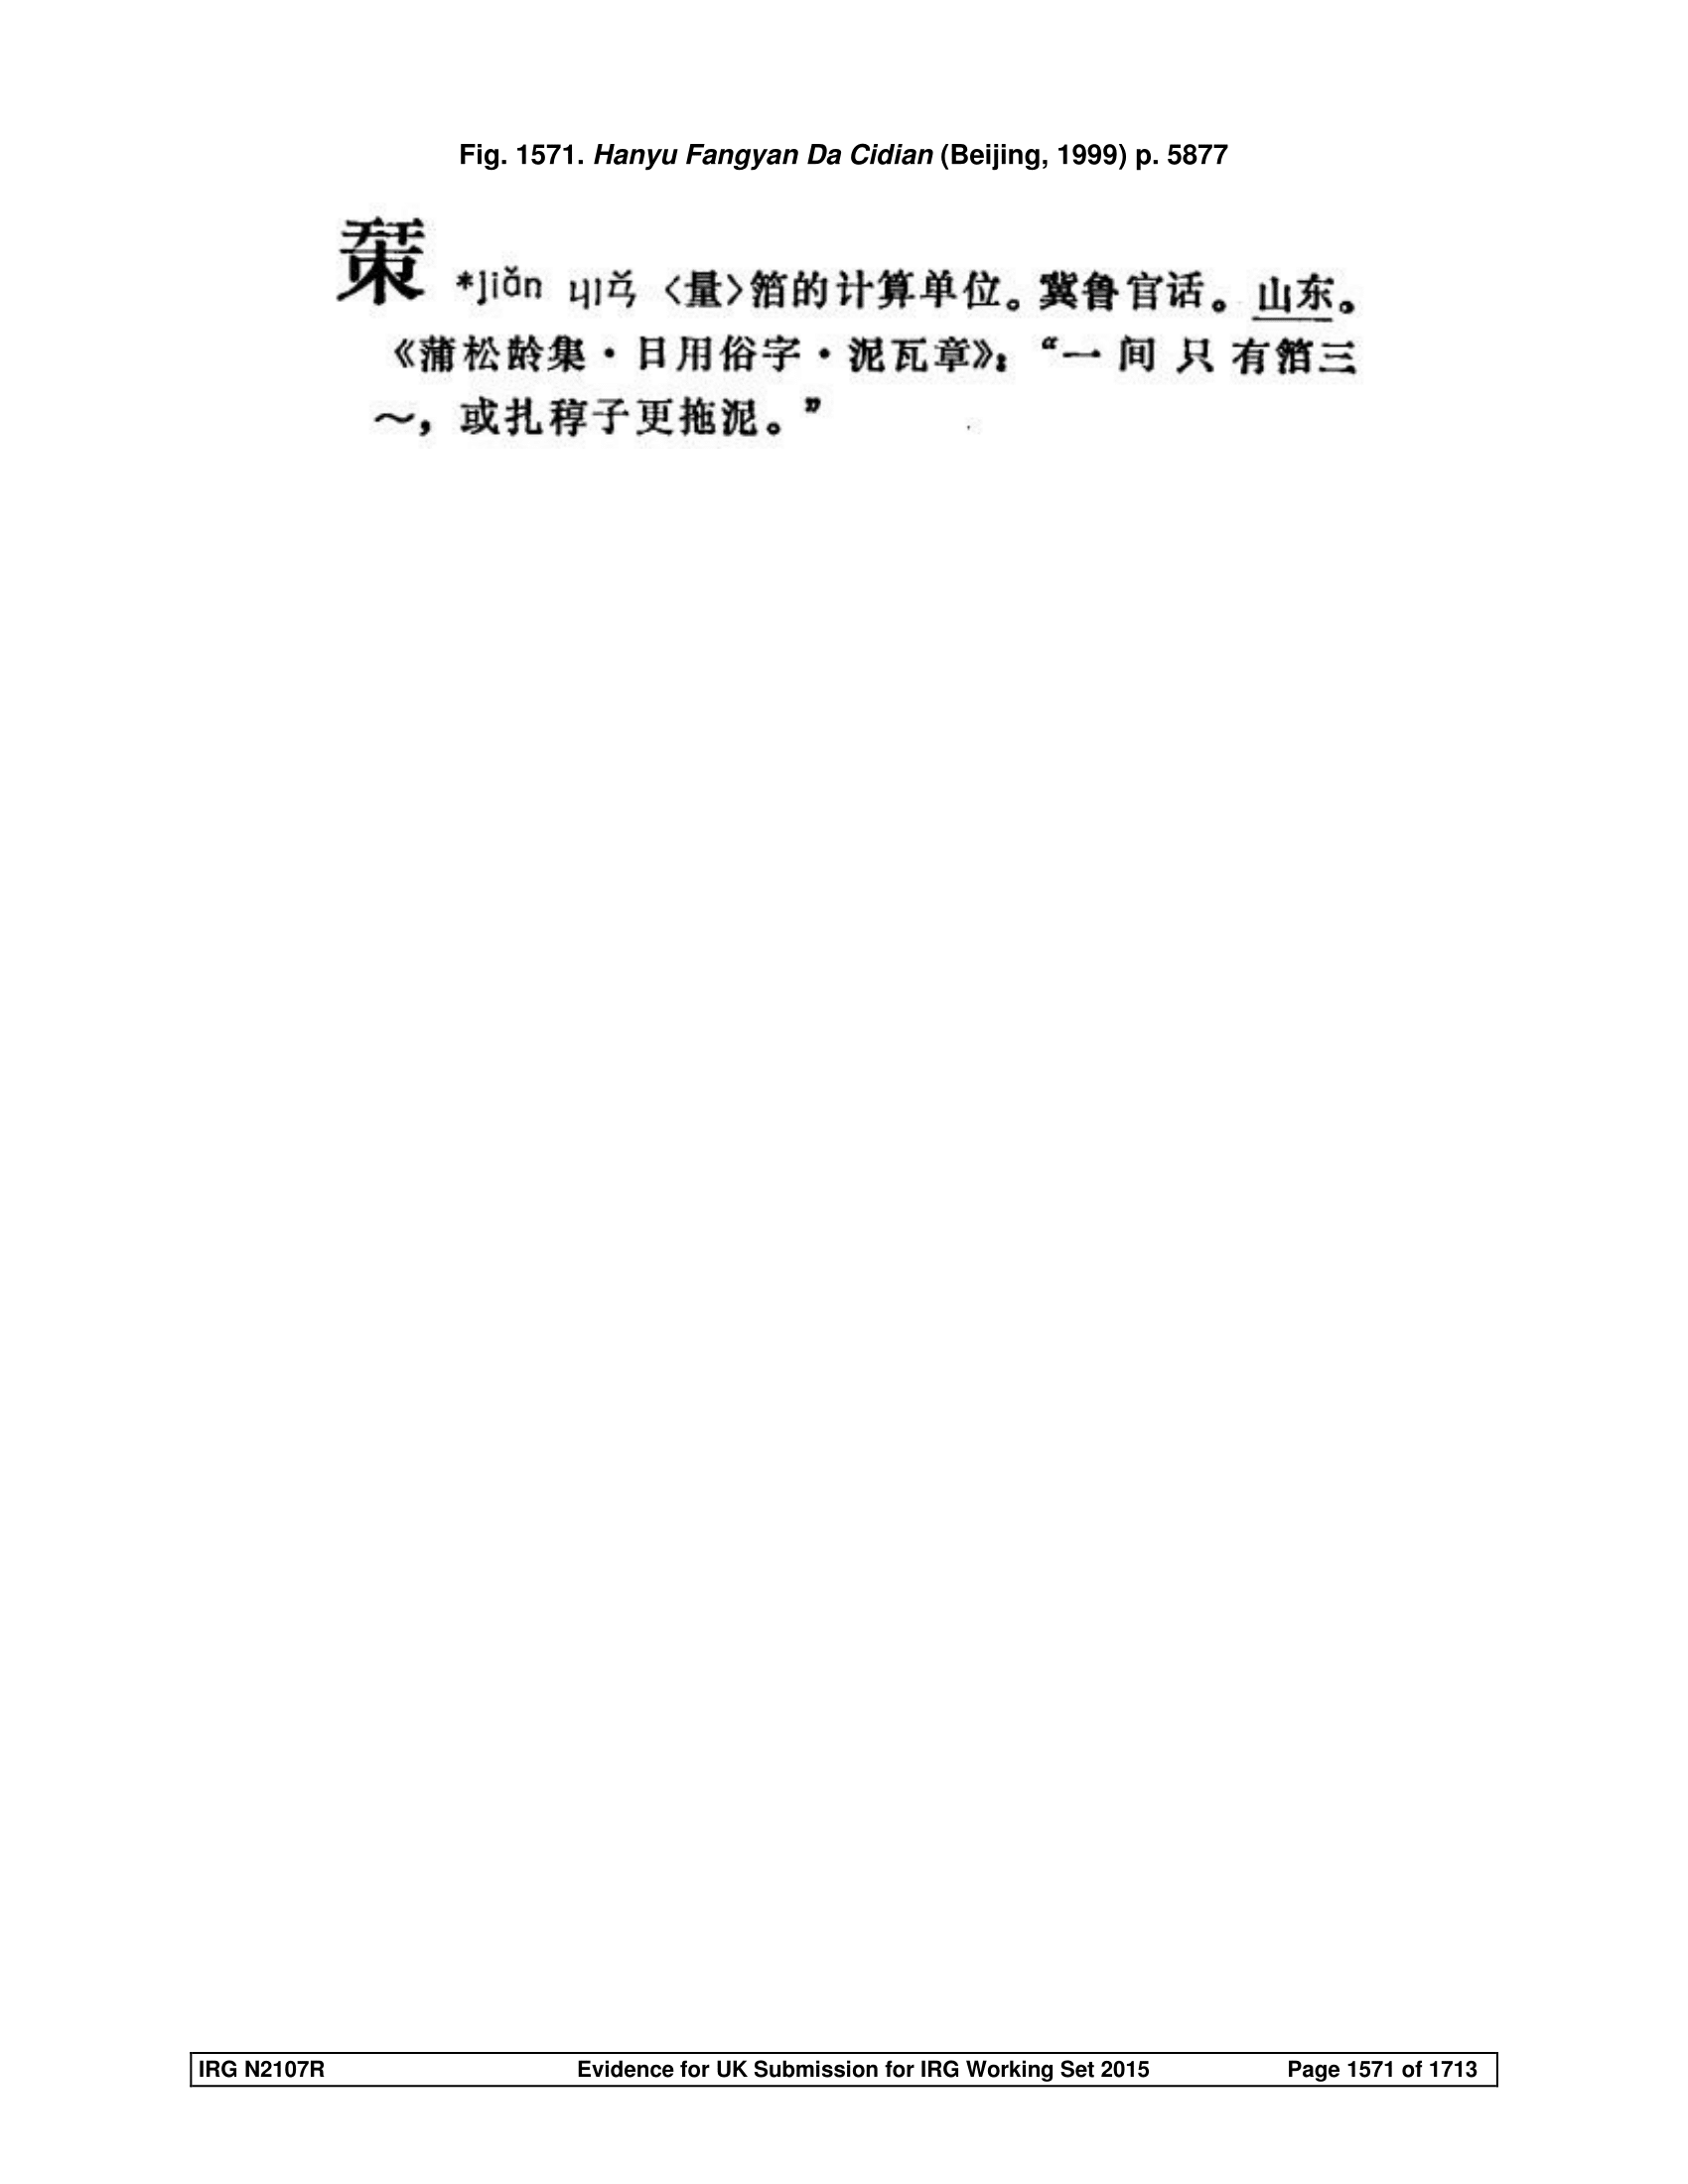 Fig. 1571. Hanyu Fangyan Da Cidian (Beijing, 1999) p. 5877
*jiǎn ㄐㄧㄢˇ 〈量〉箔的计算单位。冀鲁官话。山东。
《蒲松龄集·日用俗字·泥瓦章》：“一间只有箔三
～，或扎稕子更拖泥。”
IRG N2107R Evidence for UK Submission for IRG Working Set 2015 Page 1571 of 1713